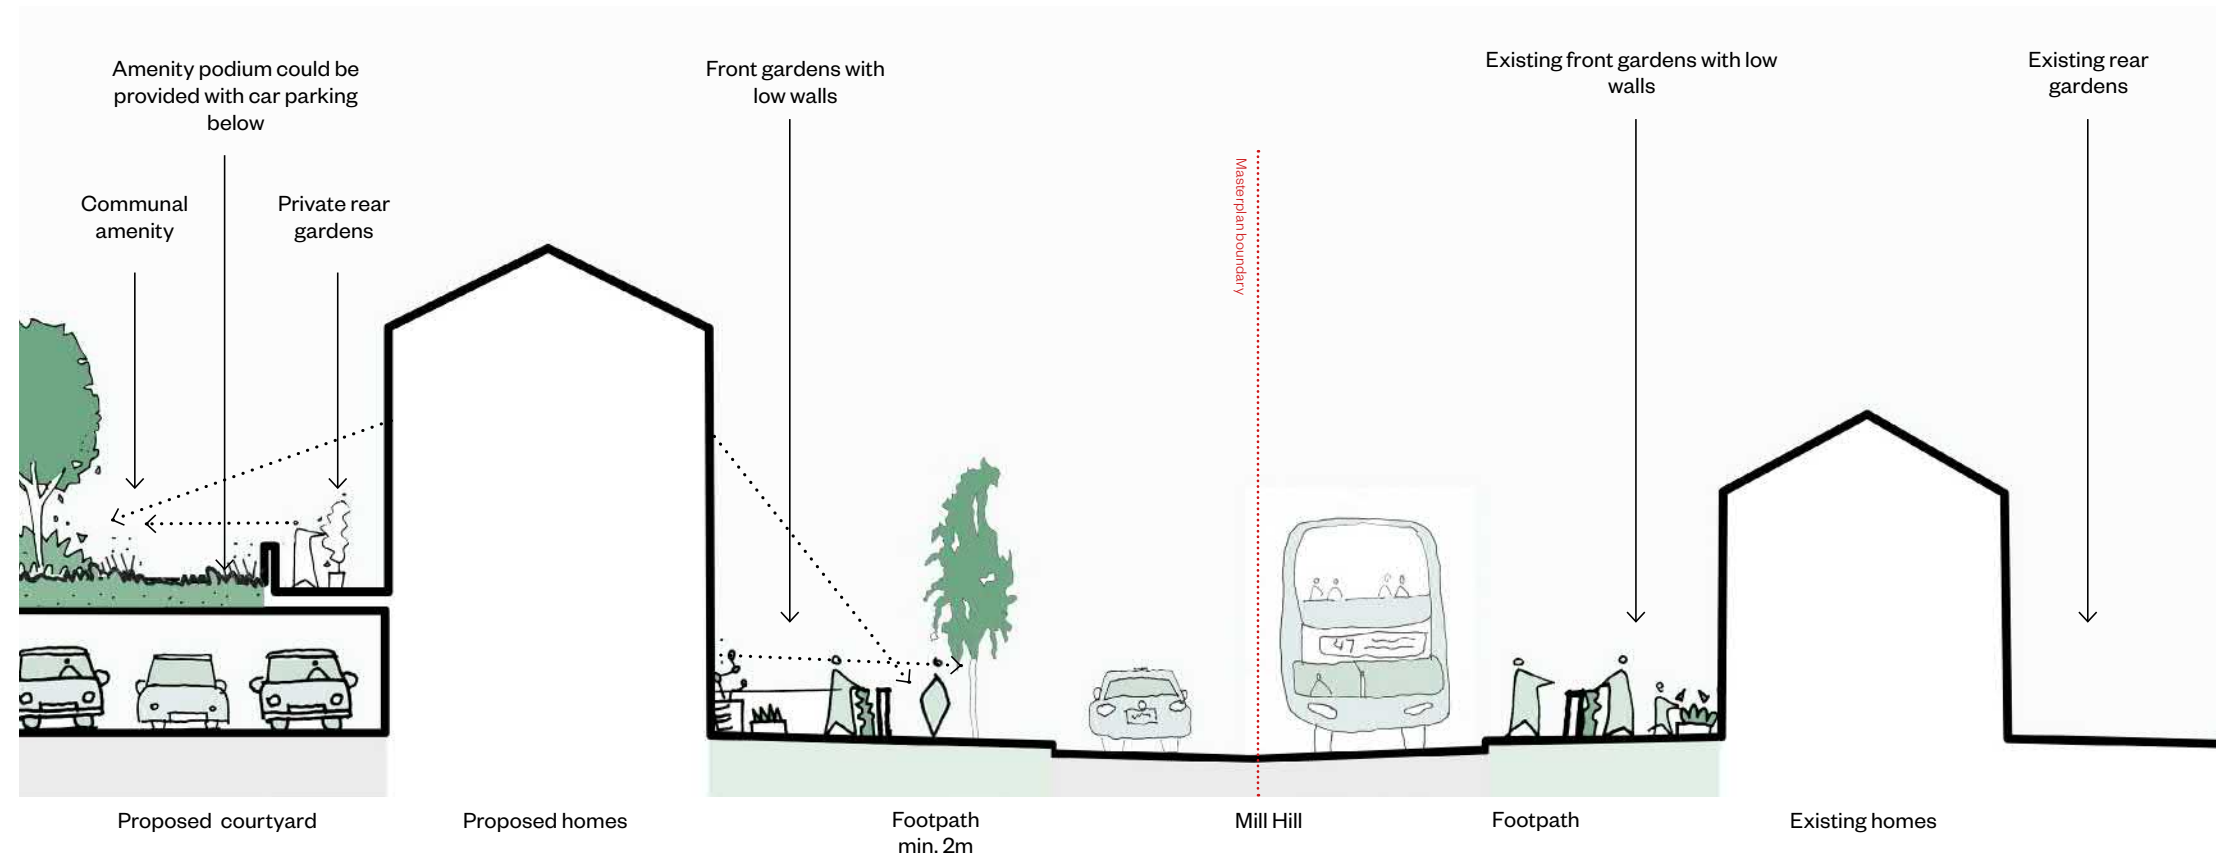 Amenity podium could be
provided with car parking
below
Communal
amenity
Private rear
gardens
Front gardens with
low walls
Masterplan boundary
Existing front gardens with low
walls
Existing rear
gardens
47
Proposed courtyard
Proposed homes
Footpath
min. 2m
Mill Hill
Footpath
Existing homes